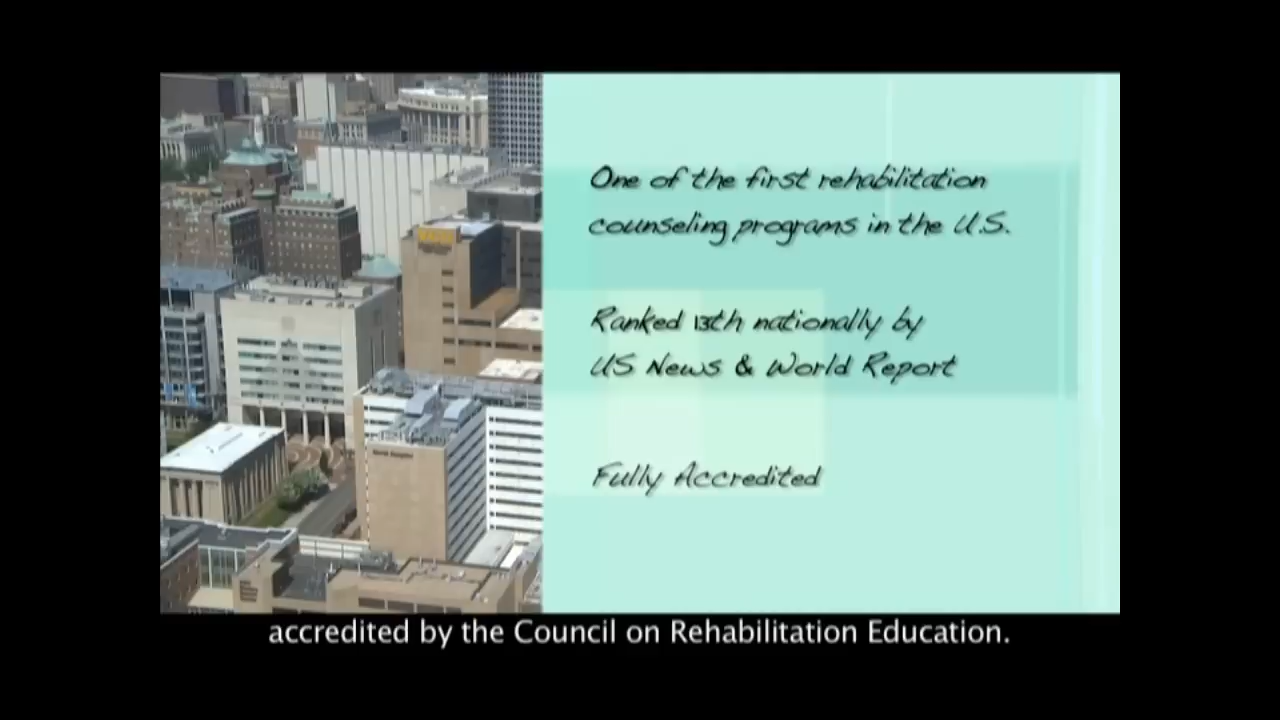 One of the first rehabilitation
counseling programs in the U.S.
Ranked 13th nationally by
US News & World Report
Fully Accredited
accredited by the Council on Rehabilitation Education.